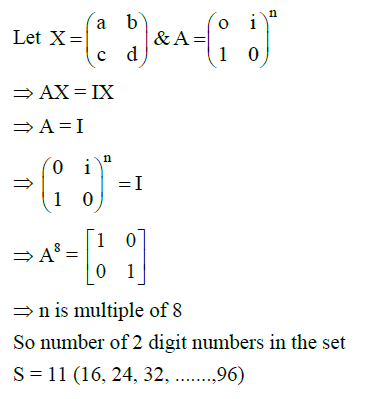 Let X = (a b
c d) & A = (o i
1 0)^n
⇒ AX = IX
⇒ A = I
⇒ (0 i
1 0)^n = I
⇒ A^8 = [1 0
0 1]
⇒ n is multiple of 8
So number of 2 digit numbers in the set
S = 11 (16, 24, 32, .......,96)